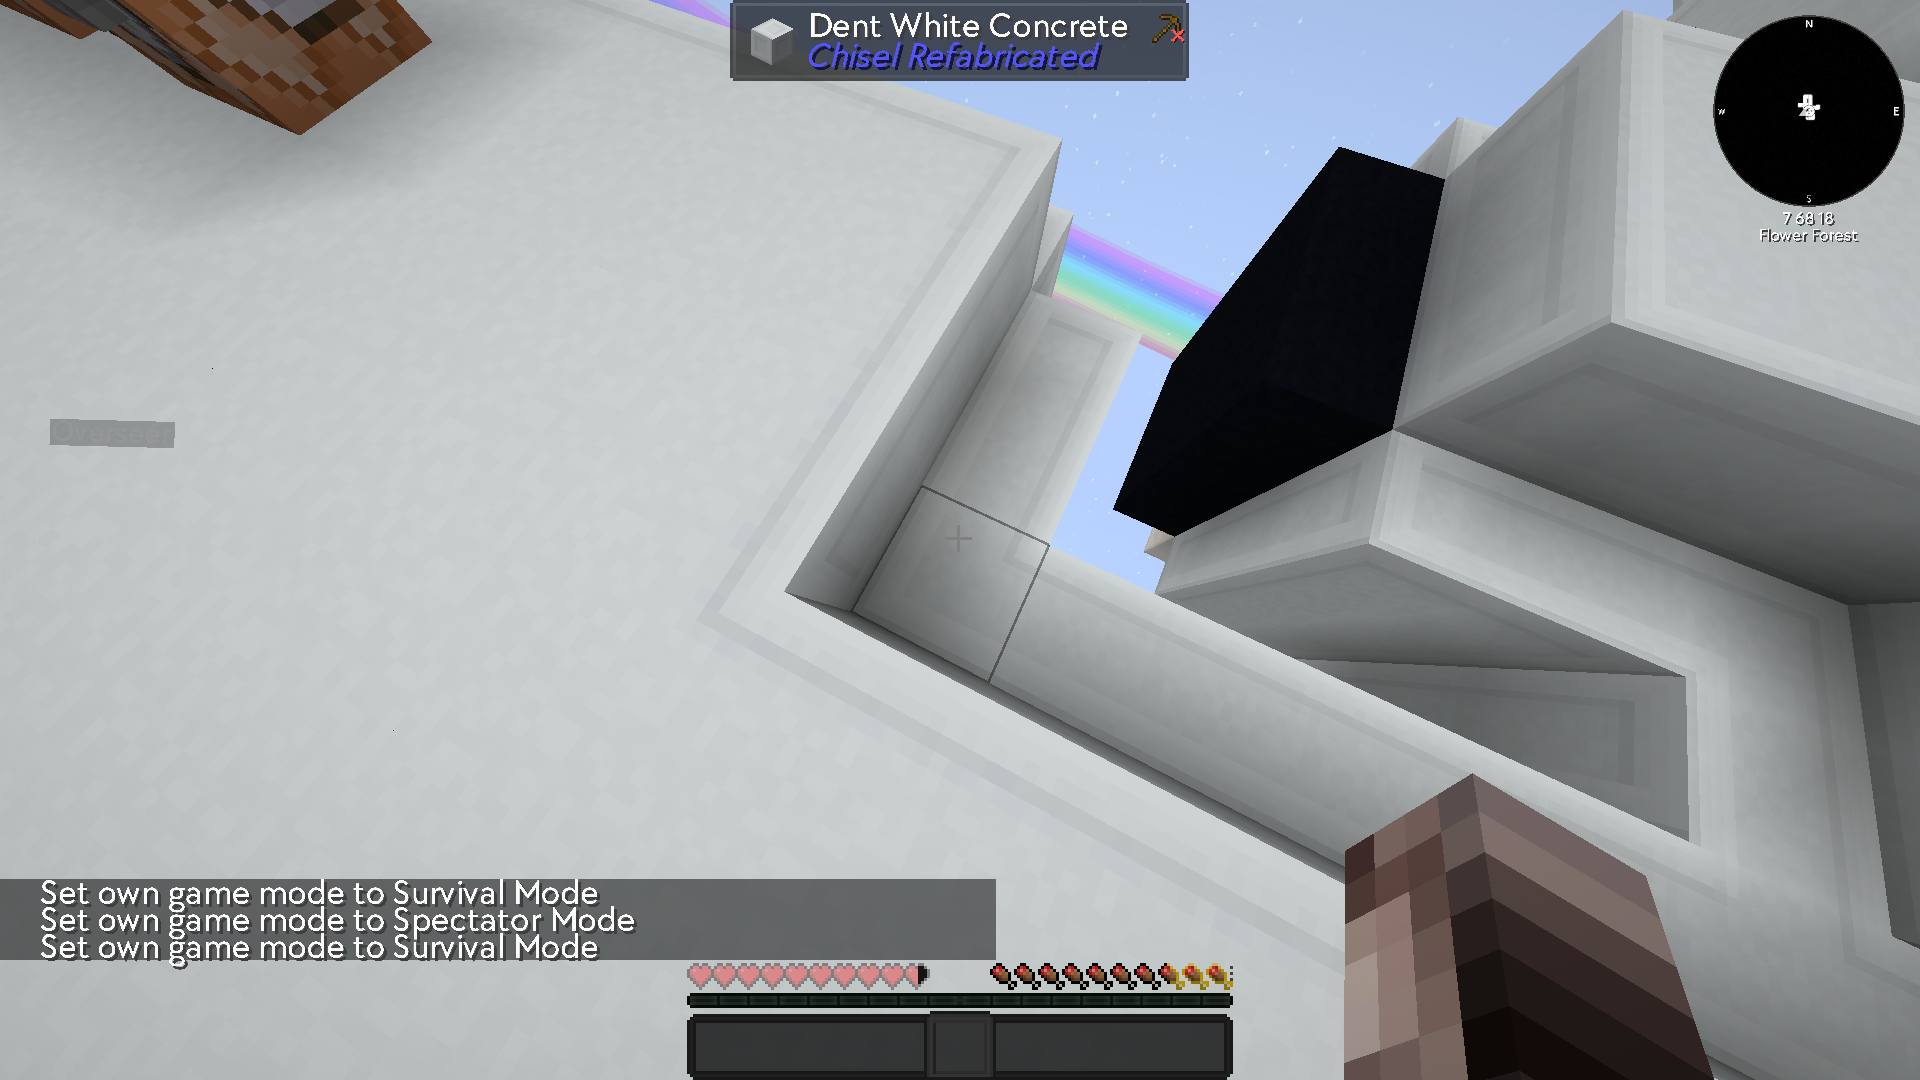 Dent White Concrete
Chisel Refabricated
N
W
E
S
7 68 18
Flower Forest
Overseer
Set own game mode to Survival Mode
Set own game mode to Spectator Mode
Set own game mode to Survival Mode